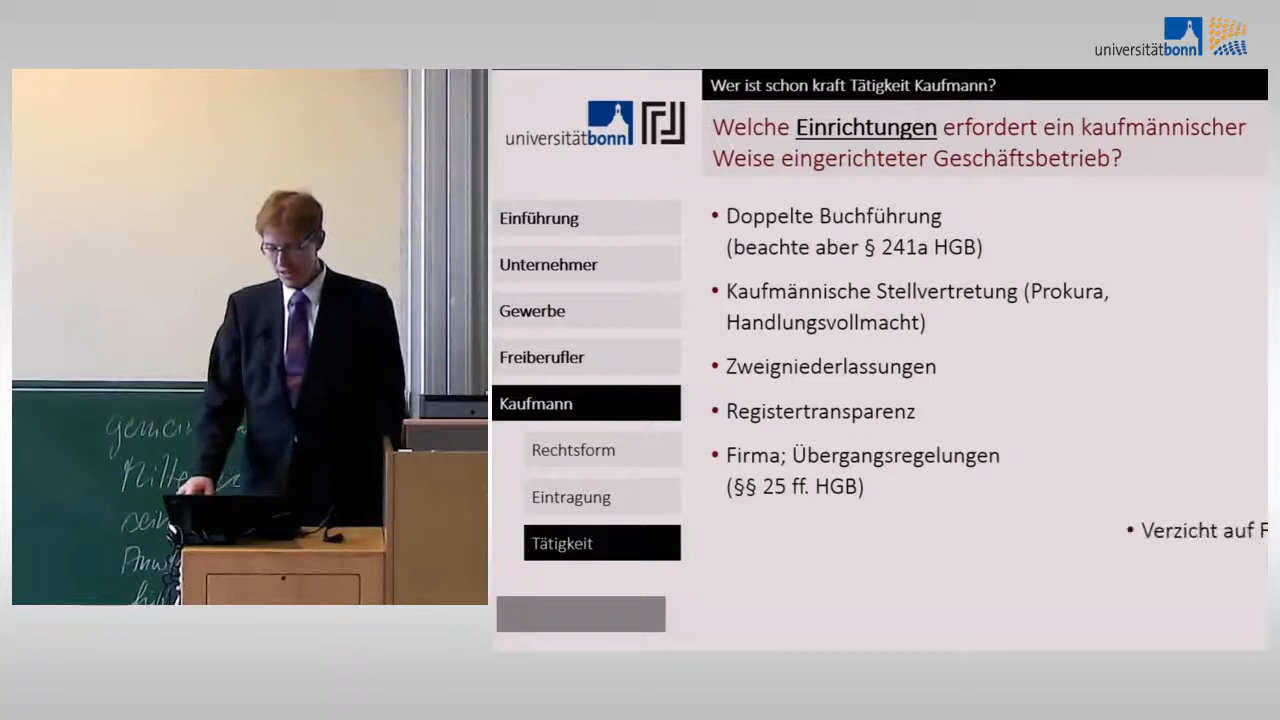 universitätbonn
Wer ist schon kraft Tätigkeit Kaufmann?
universitätbonn
Welche Einrichtungen erfordert ein kaufmännischer
Weise eingerichteter Geschäftsbetrieb?
Einführung
Unternehmer
Gewerbe
Freiberufler
Kaufmann
Rechtsform
Eintragung
Tätigkeit
• Doppelte Buchführung
(beachte aber § 241a HGB)
• Kaufmännische Stellvertretung (Prokura,
Handlungsvollmacht)
• Zweigniederlassungen
• Registertransparenz
• Firma; Übergangsregelungen
(§§ 25 ff. HGB)
• Verzicht auf F